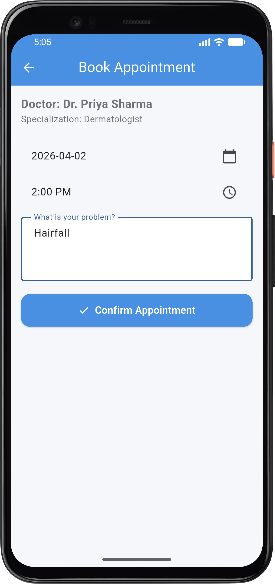 5:05
Book Appointment
Doctor: Dr. Priya Sharma
Specialization: Dermatologist
2026-04-02
2:00 PM
What is your problem?
Hairfall
Confirm Appointment